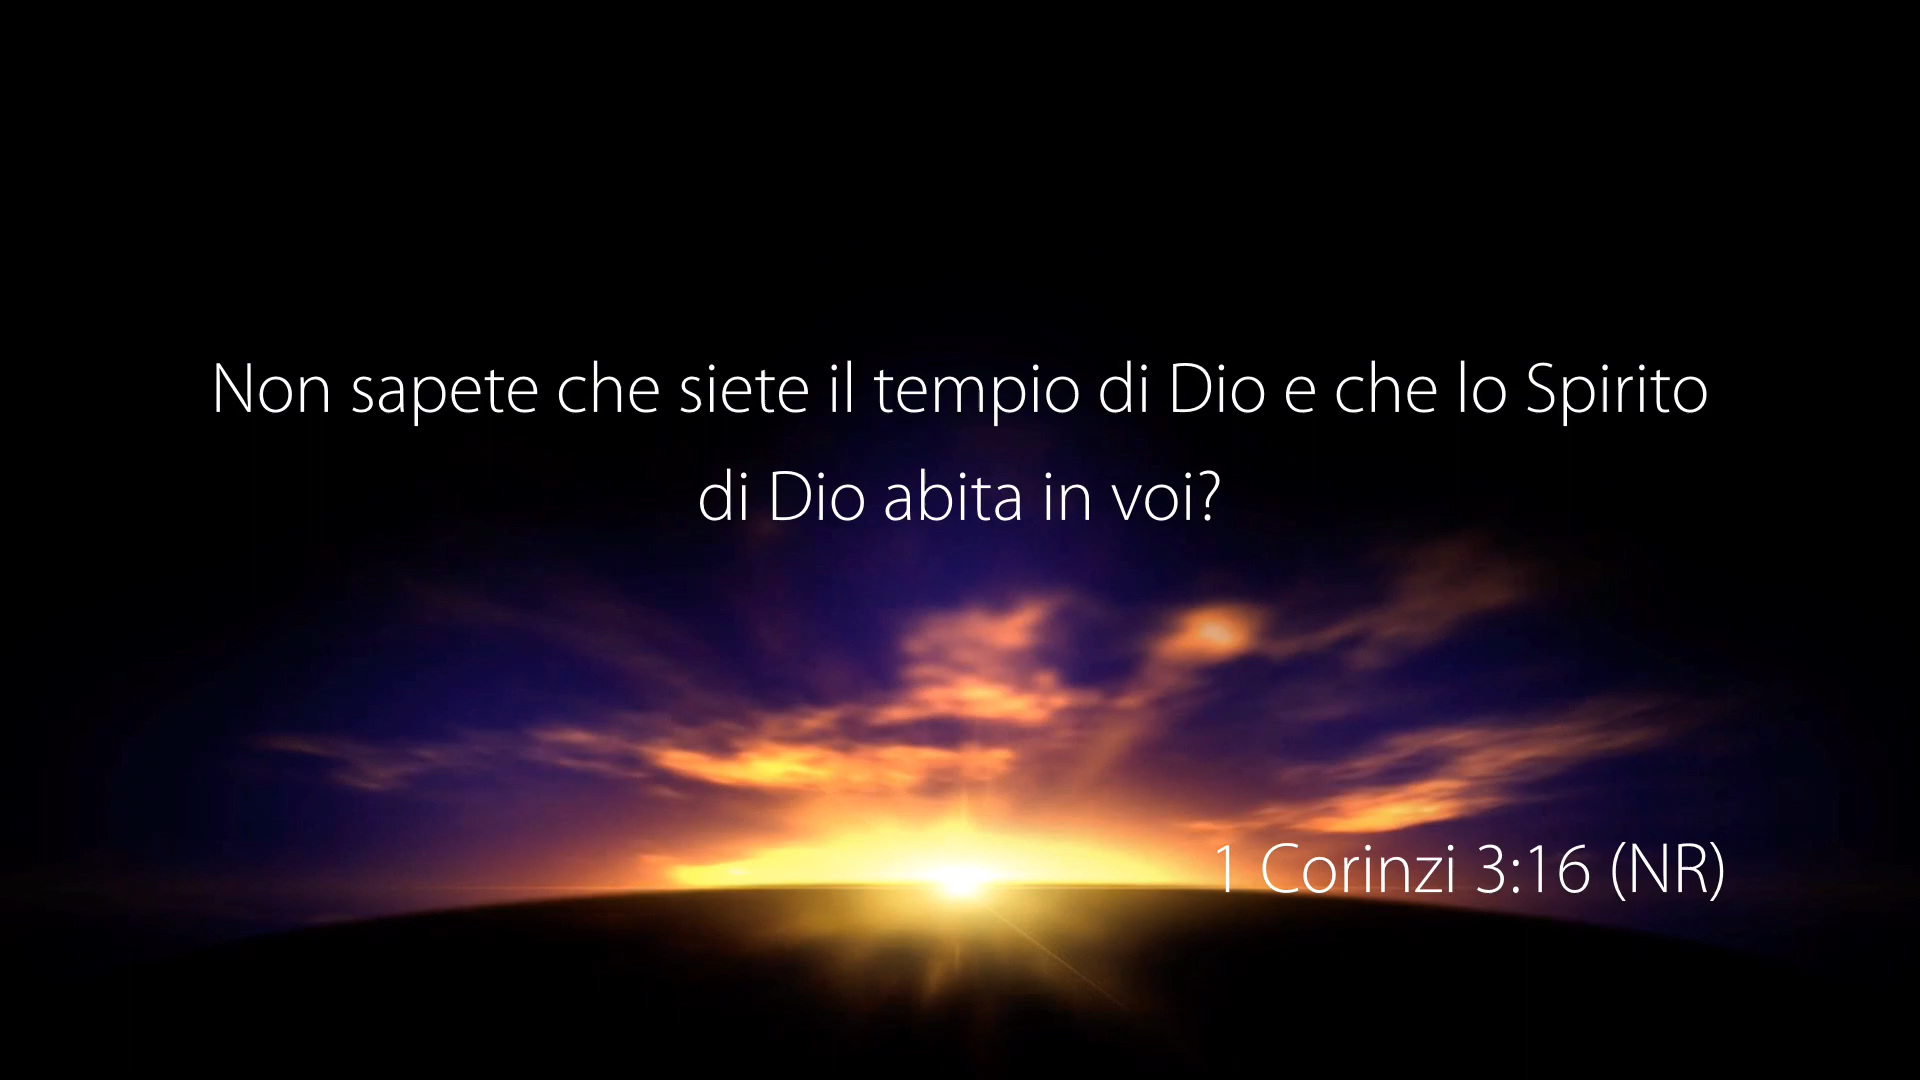 Non sapete che siete il tempio di Dio e che lo Spirito
di Dio abita in voi?
1 Corinzi 3:16 (NR)